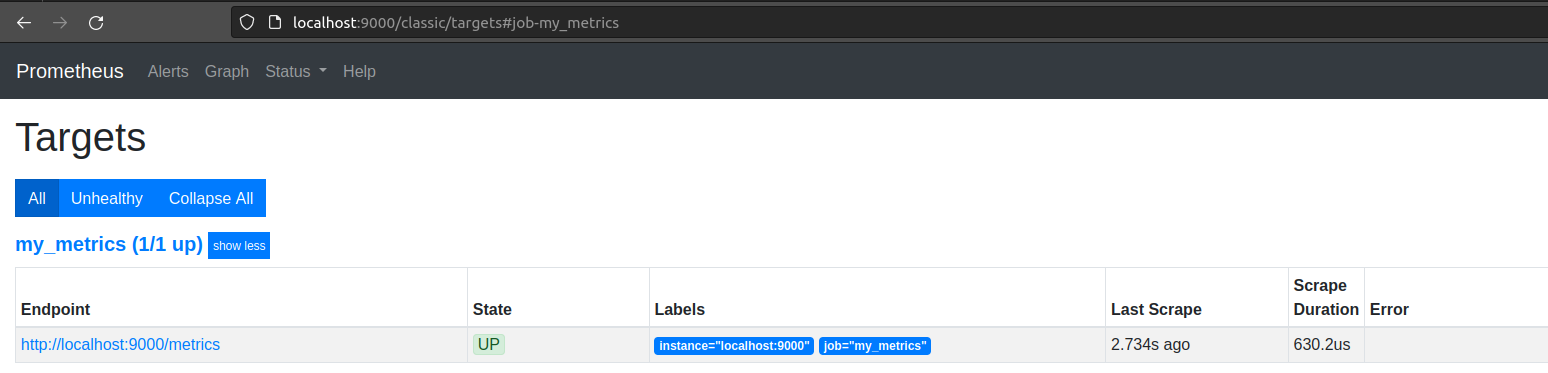 localhost:9000/classic/targets#job-my_metrics
Prometheus Alerts Graph Status Help
Targets
All Unhealthy Collapse All
my_metrics (1/1 up) show less
Endpoint State Labels Last Scrape Scrape Duration Error
http://localhost:9000/metrics UP instance="localhost:9000" job="my_metrics" 2.734s ago 630.2us